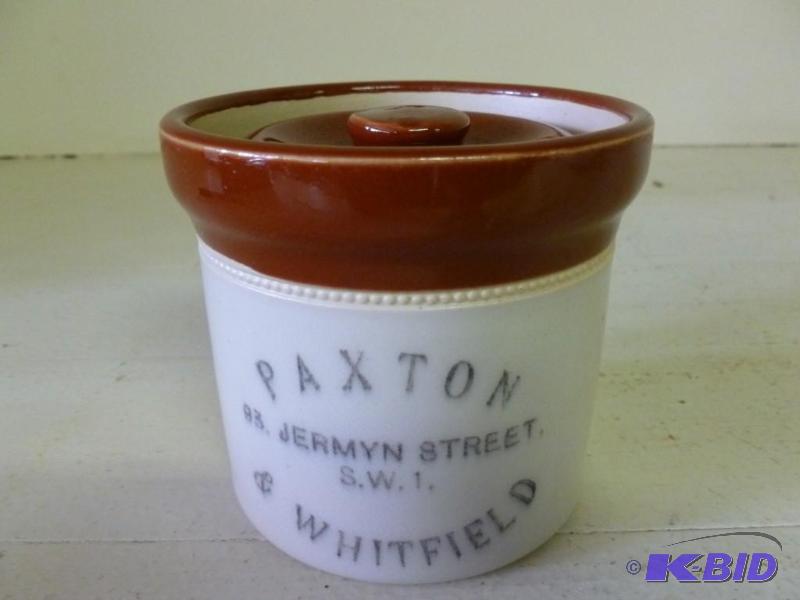 PAXTON
93, JERMYN STREET,
S.W.1.
& WHITFIELD
© K-BID